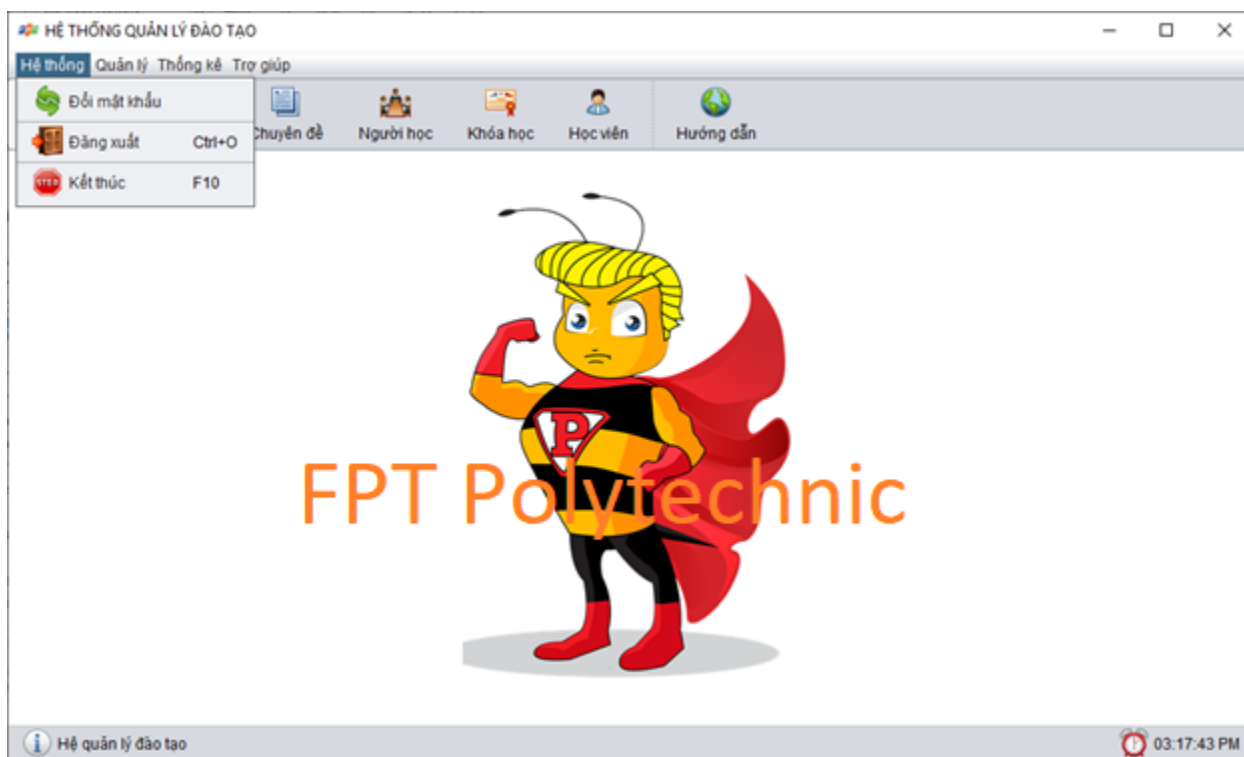 HỆ THỐNG QUẢN LÝ ĐÀO TẠO
Hệ thống Quản lý Thống kê Trợ giúp
Đổi mật khẩu
Đăng xuất Ctrl+O
Kết thúc F10
Chuyên đề Người học Khóa học Học viên Hướng dẫn
P
FPT Polytechnic
Hệ quản lý đào tạo 03:17:43 PM